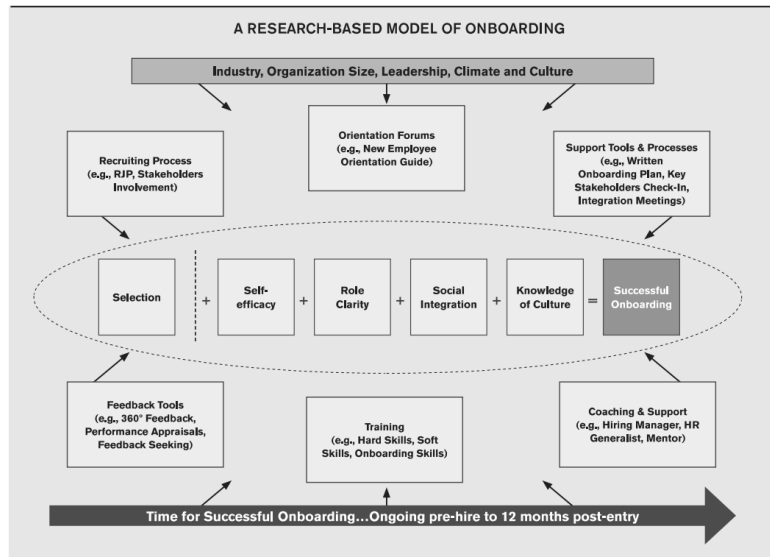 A RESEARCH-BASED MODEL OF ONBOARDING
Industry, Organization Size, Leadership, Climate and Culture
Orientation Forums
(e.g., New Employee
Orientation Guide)
Recruiting Process
(e.g., RJP, Stakeholders
Involvement)
Support Tools & Processes
(e.g., Written
Onboarding Plan, Key
Stakeholders Check-In,
Integration Meetings)
Selection
+
Self-
efficacy
+
Role
Clarity
+
Social
Integration
+
Knowledge
of Culture
=
Successful
Onboarding
Feedback Tools
(e.g., 360° Feedback,
Performance Appraisals,
Feedback Seeking)
Training
(e.g., Hard Skills, Soft
Skills, Onboarding Skills)
Coaching & Support
(e.g., Hiring Manager, HR
Generalist, Mentor)
Time for Successful Onboarding...Ongoing pre-hire to 12 months post-entry